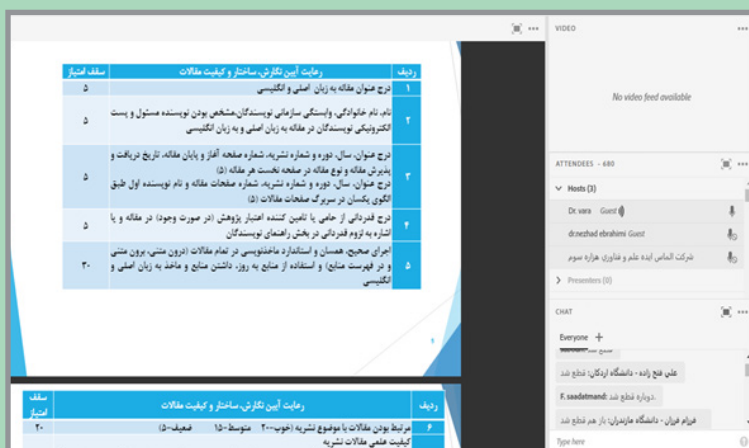 ردیف رعایت آیین نگارش، ساختار و کیفیت مقالات سقف امتیاز
۱ درج عنوان مقاله به زبان اصلی و انگلیسی ۵
۲ نام، نام خانوادگی، وابستگی سازمانی نویسندگان،مشخص بودن نویسنده مسئول و پست
الکترونیکی نویسندگان در مقاله به زبان اصلی و به زبان انگلیسی ۵
۳ درج عنوان، سال، دوره و شماره نشریه، شماره صفحه آغاز و پایان مقاله، تاریخ دریافت و
پذیرش مقاله و نوع مقاله در صفحه نخست هر مقاله (۵)
درج عنوان، سال، دوره و شماره نشریه، شماره صفحات مقاله و نام نویسنده اول طبق
الگوی یکسان در سربرگ صفحات مقالات (۵) ۵
۴ درج قدردانی از حامی یا تامین کننده اعتبار پژوهش (در صورت وجود) در مقاله و یا
اشاره به لزوم قدردانی در بخش راهنمای نویسندگان ۵
۵ اجرای صحیح، همسان و استاندارد ماخذنویسی در تمام مقالات (درون متنی، برون متنی
و در فهرست منابع) و استفاده از منابع به روز، داشتن منابع و ماخذ به زبان اصلی و
انگلیسی ۳۰
ردیف رعایت آیین نگارش، ساختار و کیفیت مقالات سقف
امتیاز
۶ مرتبط بودن مقالات با موضوع نشریه (خوب-۲۰ متوسط-۱۵ ضعیف-۵) ۲۰
کیفیت علمی مقالات نشریه
VIDEO
No video feed available
ATTENDEES - 680
Hosts (3)
Dr. vara Guest
dr.nezhad ebrahimi Guest
شرکت الماس ایده علم و فناوری هزاره سوم
Presenters (0)
CHAT
Everyone
علی فتح زاده - دانشگاه اردکان: قطع شد
F. saadatmand: دوباره قطع شد.
فرزام فرزان - دانشگاه مازندران: باز هم قطع شد
Type here